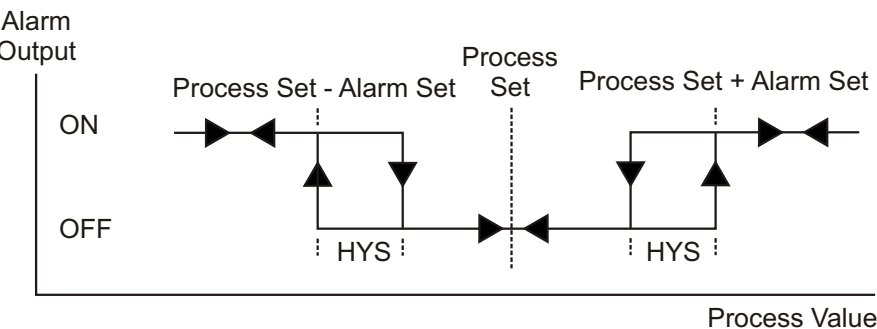 Alarm
Output
Process
Set
Process Set - Alarm Set
Process Set + Alarm Set
ON
OFF
HYS
HYS
Process Value